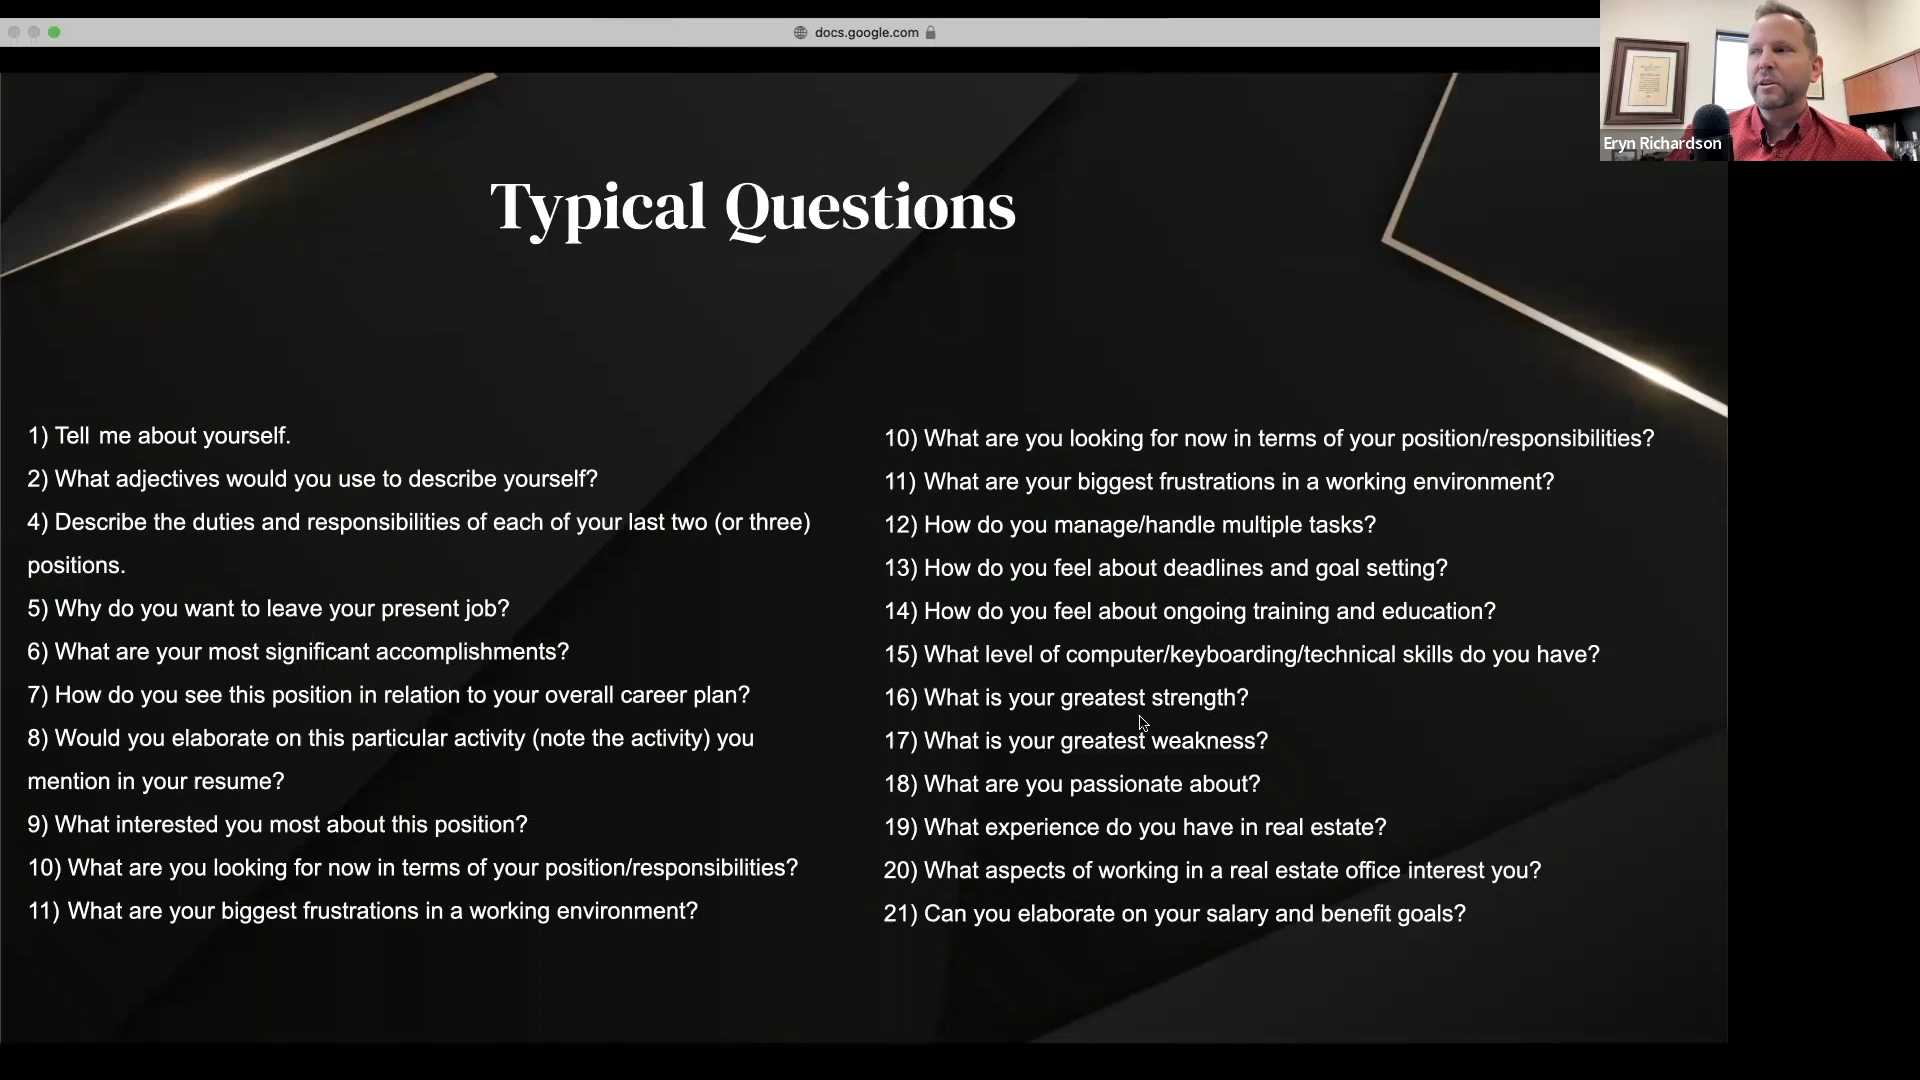 docs.google.com
Eryn Richardson
Typical Questions
1) Tell me about yourself.
2) What adjectives would you use to describe yourself?
4) Describe the duties and responsibilities of each of your last two (or three)
positions.
5) Why do you want to leave your present job?
6) What are your most significant accomplishments?
7) How do you see this position in relation to your overall career plan?
8) Would you elaborate on this particular activity (note the activity) you
mention in your resume?
9) What interested you most about this position?
10) What are you looking for now in terms of your position/responsibilities?
11) What are your biggest frustrations in a working environment?
10) What are you looking for now in terms of your position/responsibilities?
11) What are your biggest frustrations in a working environment?
12) How do you manage/handle multiple tasks?
13) How do you feel about deadlines and goal setting?
14) How do you feel about ongoing training and education?
15) What level of computer/keyboarding/technical skills do you have?
16) What is your greatest strength?
17) What is your greatest weakness?
18) What are you passionate about?
19) What experience do you have in real estate?
20) What aspects of working in a real estate office interest you?
21) Can you elaborate on your salary and benefit goals?